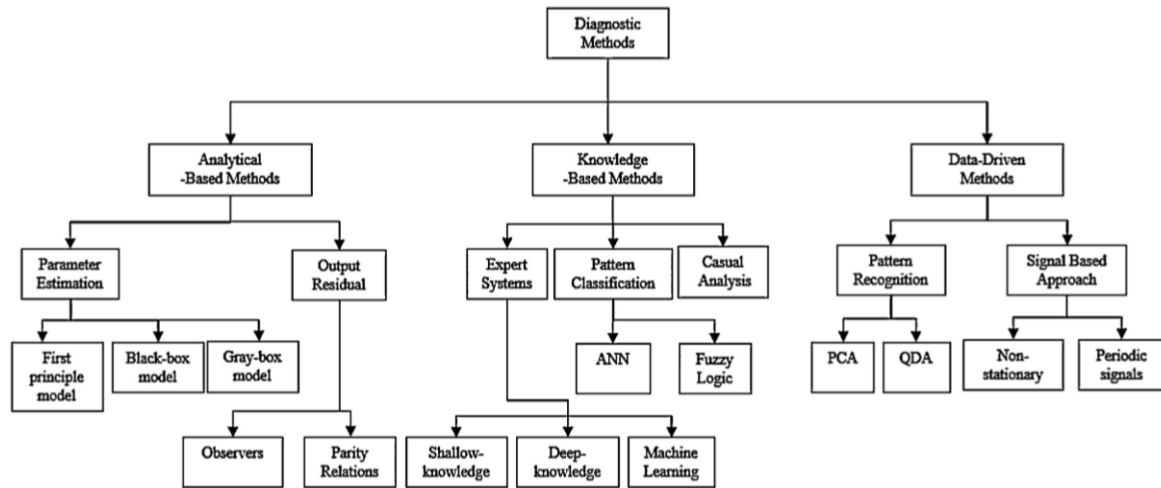 Diagnostic
Methods
Analytical
-Based Methods
Knowledge
-Based Methods
Data-Driven
Methods
Parameter
Estimation
Output
Residual
Expert
Systems
Pattern
Classification
Casual
Analysis
Pattern
Recognition
Signal Based
Approach
First
principle
model
Black-box
model
Gray-box
model
ANN
Fuzzy
Logic
PCA
QDA
Non-
stationary
Periodic
signals
Observers
Parity
Relations
Shallow-
knowledge
Deep-
knowledge
Machine
Learning